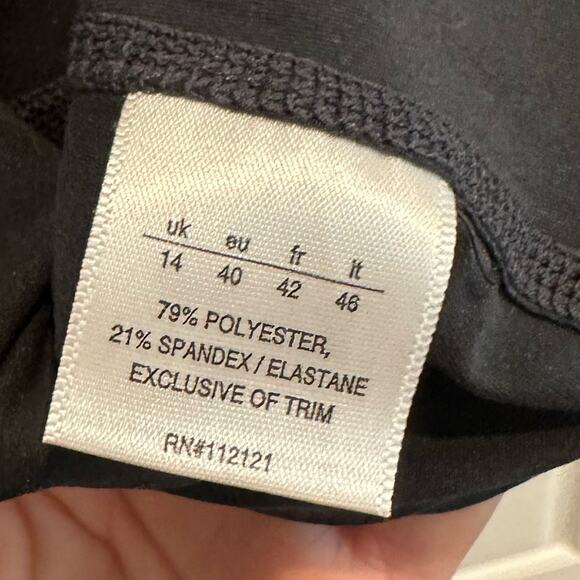 uk eu fr it
14 40 42 46
79% POLYESTER,
21% SPANDEX / ELASTANE
EXCLUSIVE OF TRIM
RN#112121